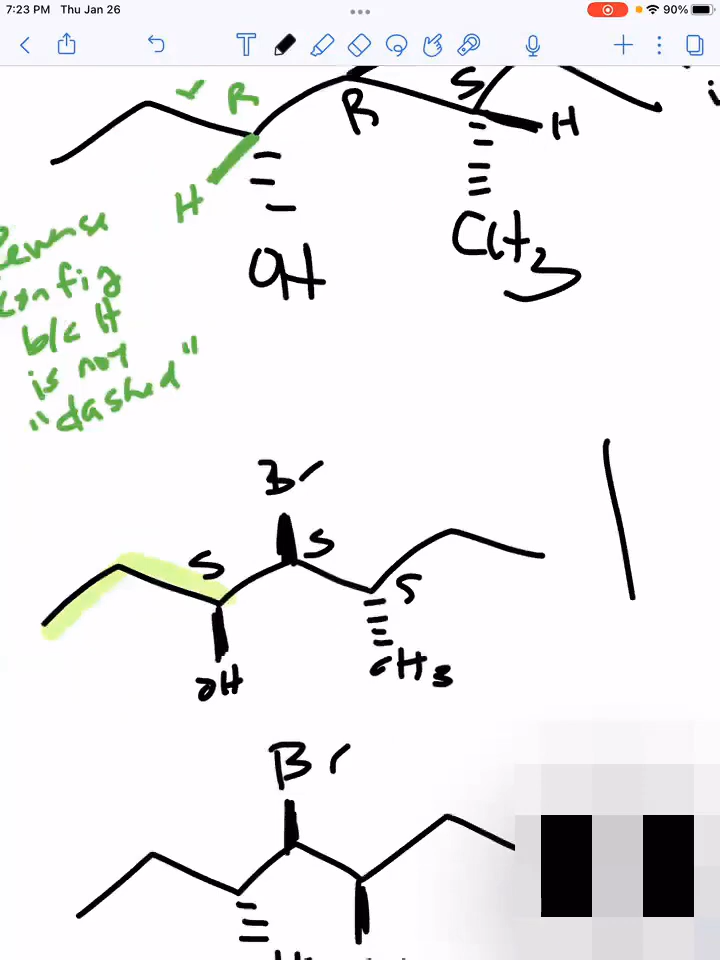 7:23 PM Thu Jan 26
90%
T
R
S
R
H
H
OH
CH3
Reverse
config
b/c H
is not
"dashed"
Br
S
S
S
OH
CH3
Br